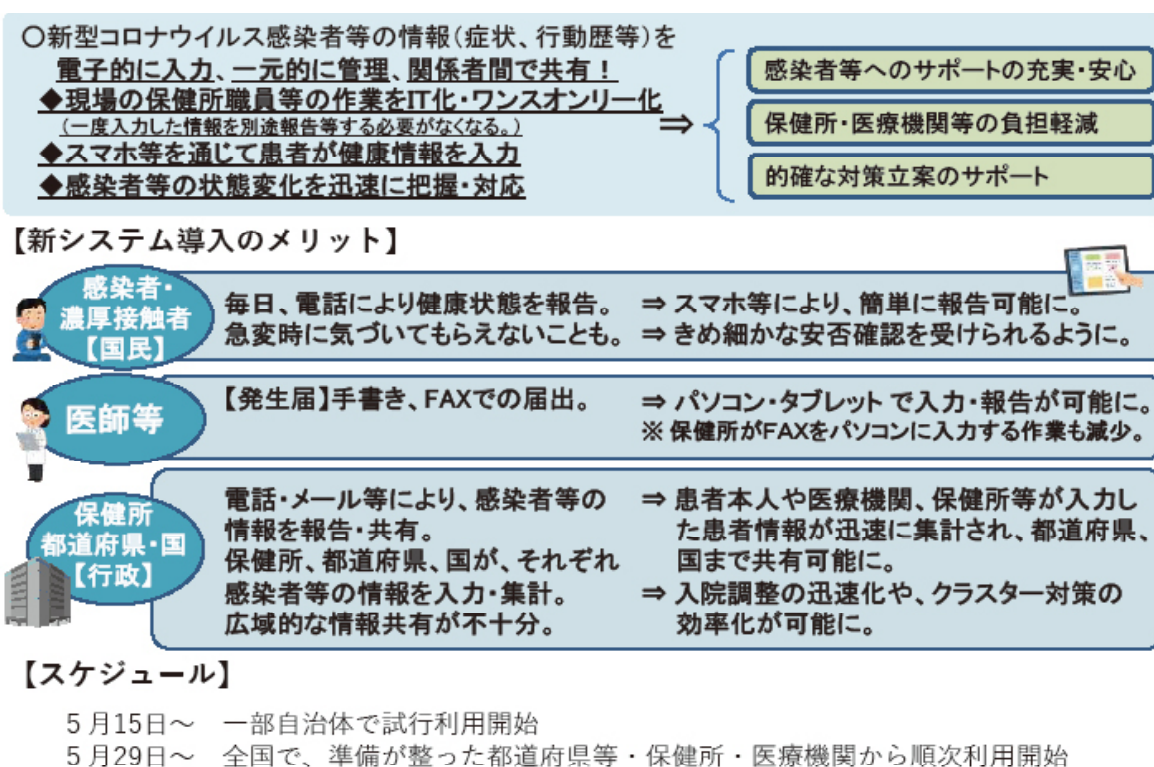 〇新型コロナウイルス感染者等の情報(症状、行動歴等)を
電子的に入力、一元的に管理、関係者間で共有！
◆現場の保健所職員等の作業をIT化・ワンスオンリー化
(一度入力した情報を別途報告等する必要がなくなる。)
◆スマホ等を通じて患者が健康情報を入力
◆感染者等の状態変化を迅速に把握・対応
⇒
感染者等へのサポートの充実・安心
保健所・医療機関等の負担軽減
的確な対策立案のサポート
【新システム導入のメリット】
感染者・
濃厚接触者
【国民】
毎日、電話により健康状態を報告。
急変時に気づいてもらえないことも。
⇒ スマホ等により、簡単に報告可能に。
⇒ きめ細かな安否確認を受けられるように。
医師等
【発生届】手書き、FAXでの届出。
⇒ パソコン・タブレット で入力・報告が可能に。
※ 保健所がFAXをパソコンに入力する作業も減少。
保健所
都道府県・国
【行政】
電話・メール等により、感染者等の
情報を報告・共有。
保健所、都道府県、国が、それぞれ
感染者等の情報を入力・集計。
広域的な情報共有が不十分。
⇒ 患者本人や医療機関、保健所等が入力し
た患者情報が迅速に集計され、都道府県、
国まで共有可能に。
⇒ 入院調整の迅速化や、クラスター対策の
効率化が可能に。
【スケジュール】
5月15日～ 一部自治体で試行利用開始
5月29日～ 全国で、準備が整った都道府県等・保健所・医療機関から順次利用開始